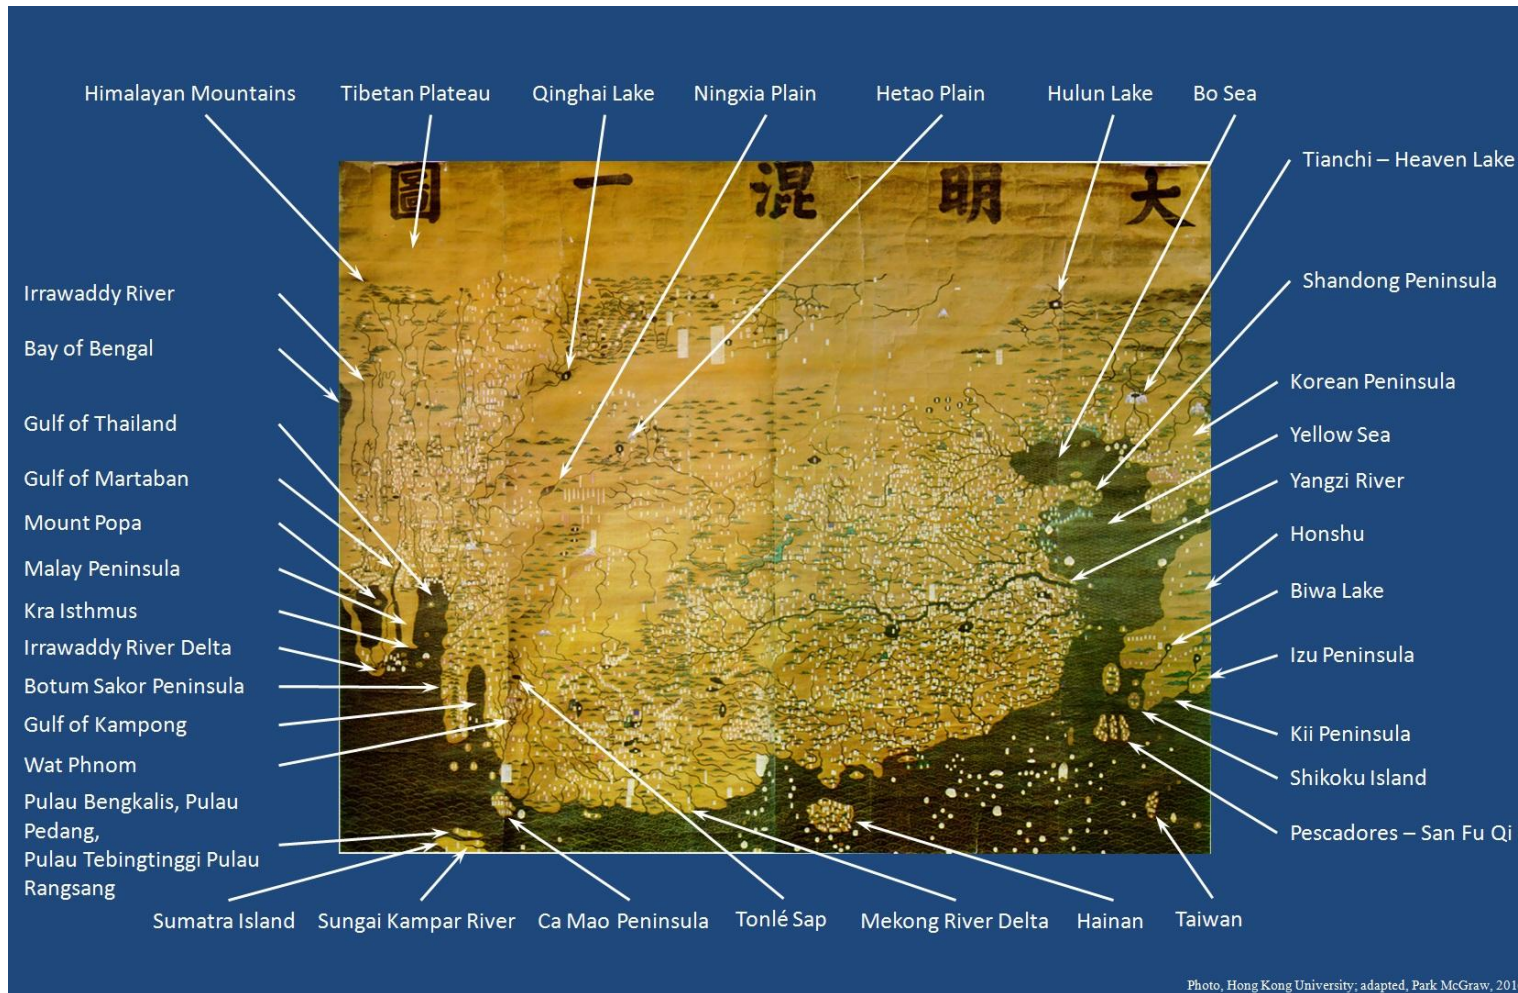 Himalayan Mountains
Tibetan Plateau
Qinghai Lake
Ningxia Plain
Hetao Plain
Hulun Lake
Bo Sea
圖 一 混 明 大
Tianchi – Heaven Lake
Shandong Peninsula
Korean Peninsula
Yellow Sea
Yangzi River
Honshu
Biwa Lake
Izu Peninsula
Kii Peninsula
Shikoku Island
Pescadores – San Fu Qi
Irrawaddy River
Bay of Bengal
Gulf of Thailand
Gulf of Martaban
Mount Popa
Malay Peninsula
Kra Isthmus
Irrawaddy River Delta
Botum Sakor Peninsula
Gulf of Kampong
Wat Phnom
Pulau Bengkalis, Pulau
Pedang,
Pulau Tebingtinggi Pulau
Rangsang
Sumatra Island
Sungai Kampar River
Ca Mao Peninsula
Tonlé Sap
Mekong River Delta
Hainan
Taiwan
Photo, Hong Kong University; adapted, Park McGraw,